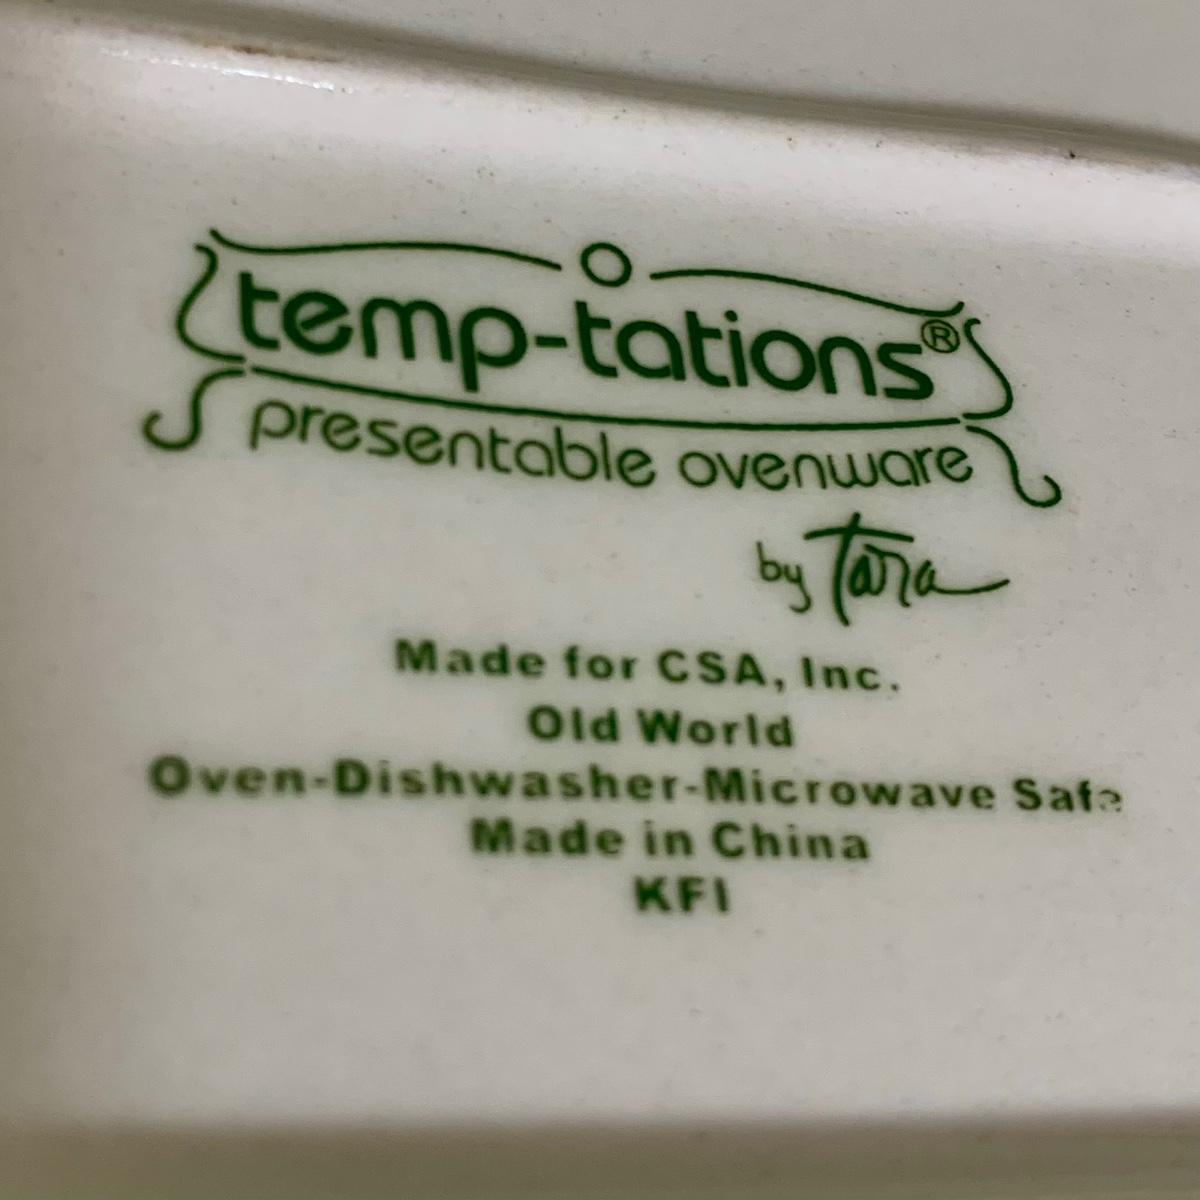 temp-tations®
presentable ovenware
by Tara
Made for CSA, Inc.
Old World
Oven-Dishwasher-Microwave Safe
Made in China
KFI